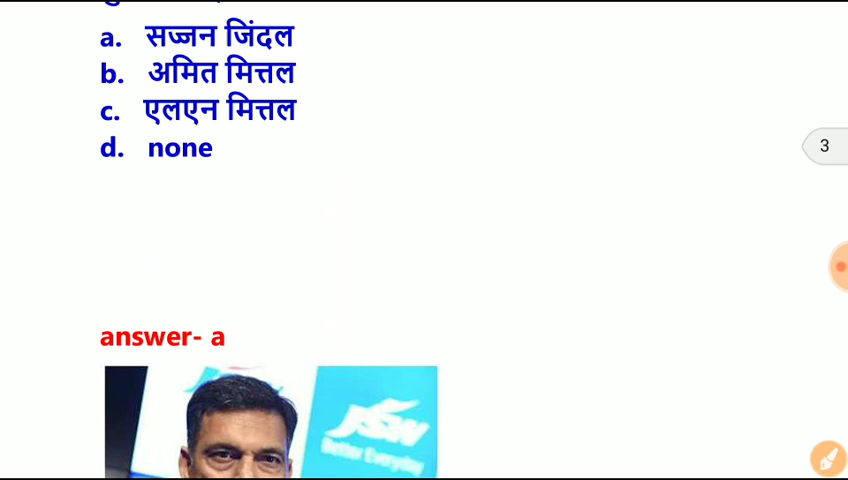 a. सज्जन जिंदल
b. अमित मित्तल
c. एलएन मित्तल
d. none
3
answer- a
JSW
Better Everyday